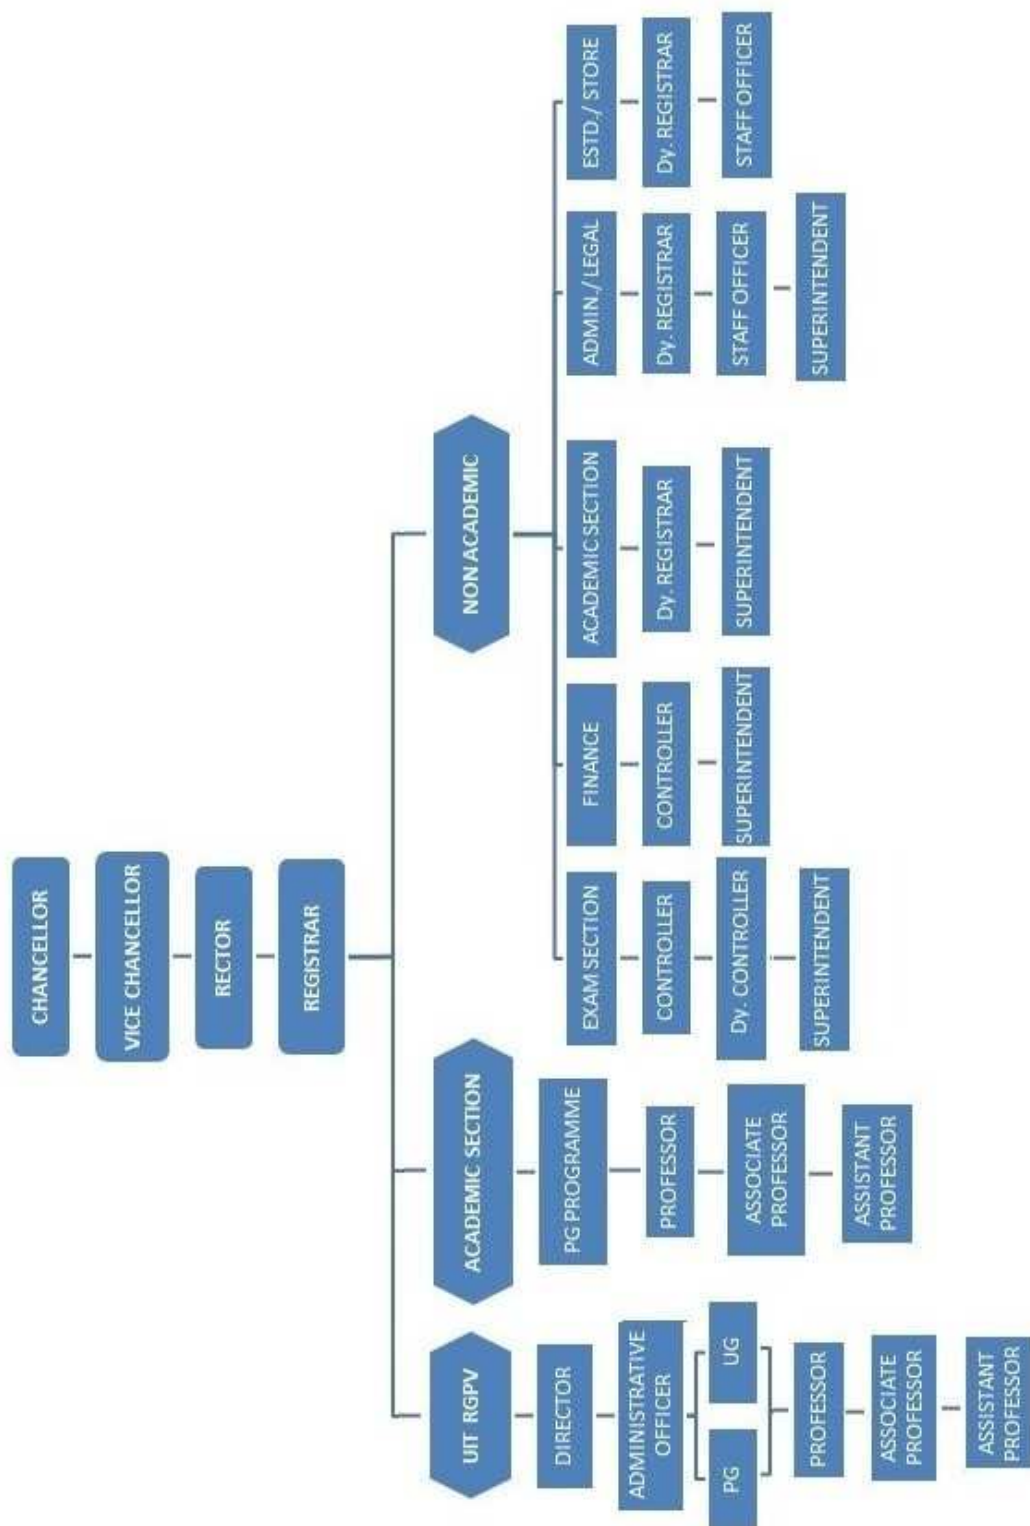 CHANCELLOR
VICE CHANCELLOR
RECTOR
REGISTRAR
UIT RGPV
ACADEMIC SECTION
NON ACADEMIC
DIRECTOR
ADMINISTRATIVE
OFFICER
PG
UG
PROFESSOR
ASSOCIATE
PROFESSOR
ASSISTANT
PROFESSOR
PG PROGRAMME
PROFESSOR
ASSOCIATE
PROFESSOR
ASSISTANT
PROFESSOR
EXAM SECTION
CONTROLLER
Dy. CONTROLLER
SUPERINTENDENT
FINANCE
CONTROLLER
SUPERINTENDENT
ACADEMIC SECTION
Dy. REGISTRAR
SUPERINTENDENT
ADMIN./ LEGAL
Dy. REGISTRAR
STAFF OFFICER
SUPERINTENDENT
ESTD./ STORE
Dy. REGISTRAR
STAFF OFFICER